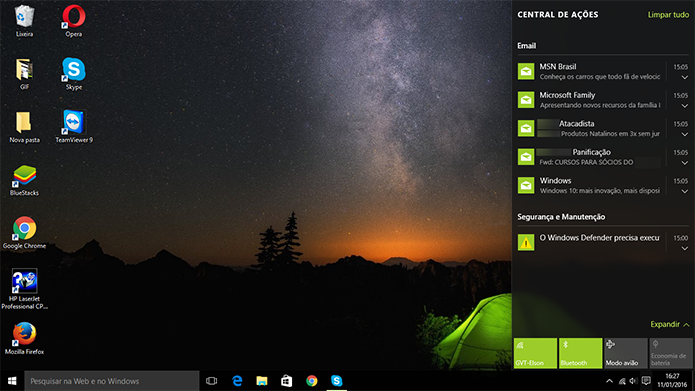 Lixeira
Opera
GIF
Skype
Nova pasta
TeamViewer 9
BlueStacks
Google Chrome
HP LaserJet
Professional CP...
Mozilla Firefox
CENTRAL DE AÇÕES
Limpar tudo
Email
MSN Brasil
15:05
Conheça os carros que todo fã de velocid
Microsoft Family
15:05
Apresentando novos recursos da família
Atacadista
15:05
Produtos Natalinos em 3x sem jur
Panificação
15:05
Fwd: CURSOS PARA SÓCIOS DO
Windows
15:05
Windows 10: mais inovação, mais disposi
Segurança e Manutenção
O Windows Defender precisa execu
15:00
Expandir
GVT-Elson
Bluetooth
Modo avião
Economia de
bateria
Pesquisar na Web e no Windows
16:27
11/01/2016